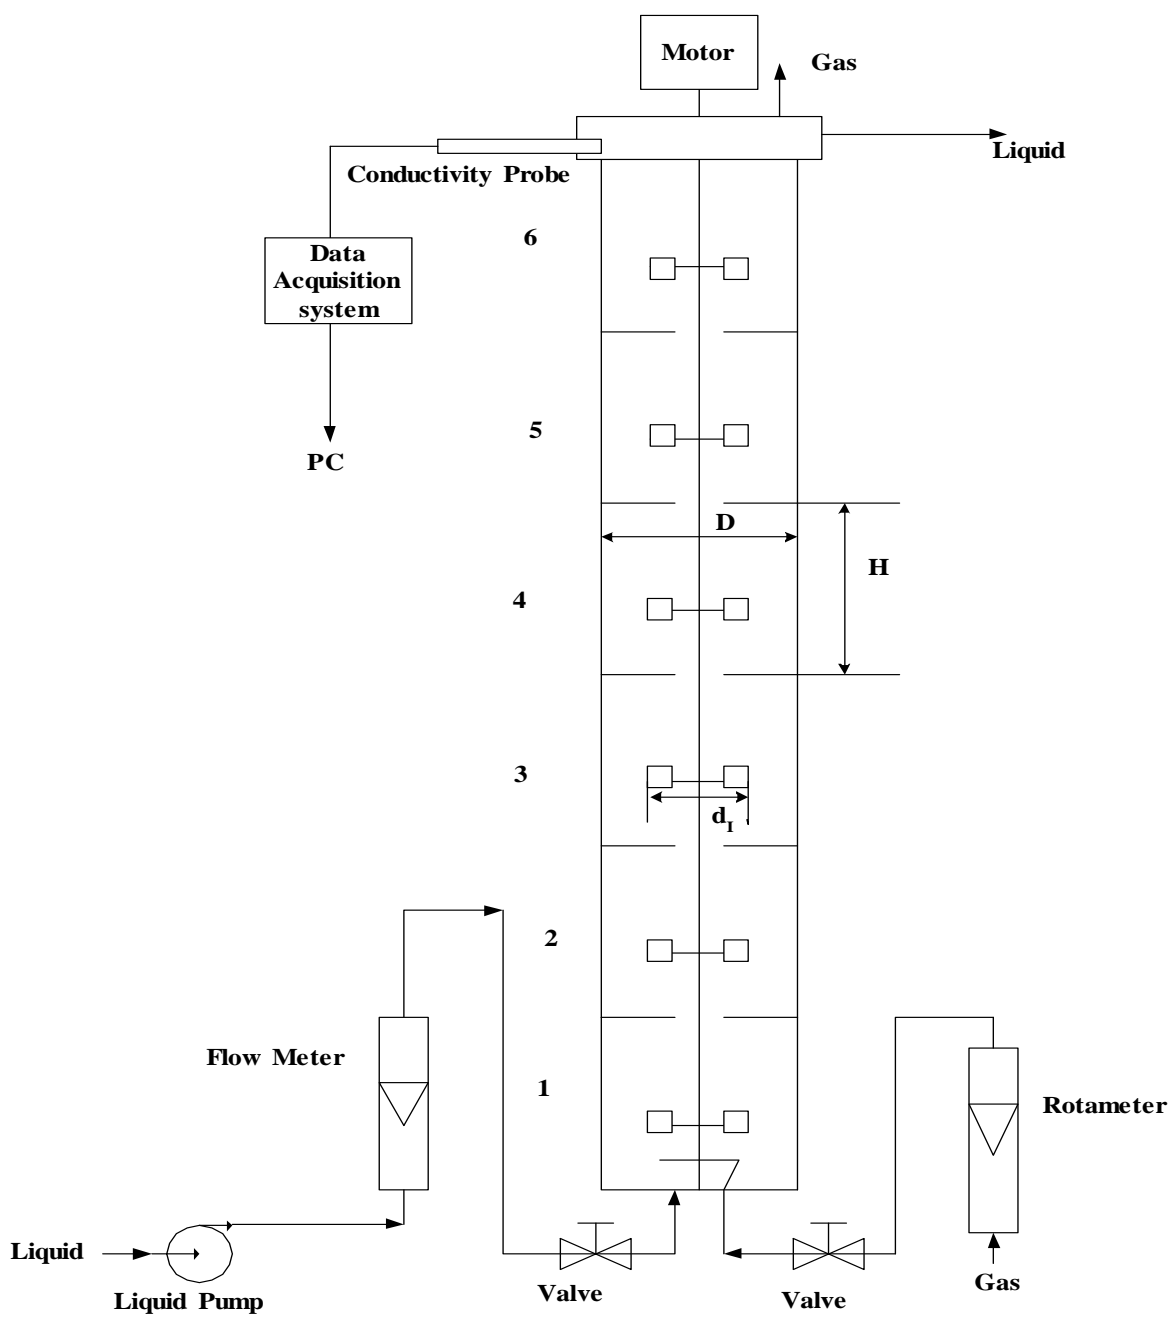 Motor
Gas
Liquid
Conductivity Probe
6
Data
Acquisition
system
5
PC
D
H
4
3
d_I
2
Flow Meter
1
Rotameter
Liquid
Gas
Valve
Liquid Pump
Valve